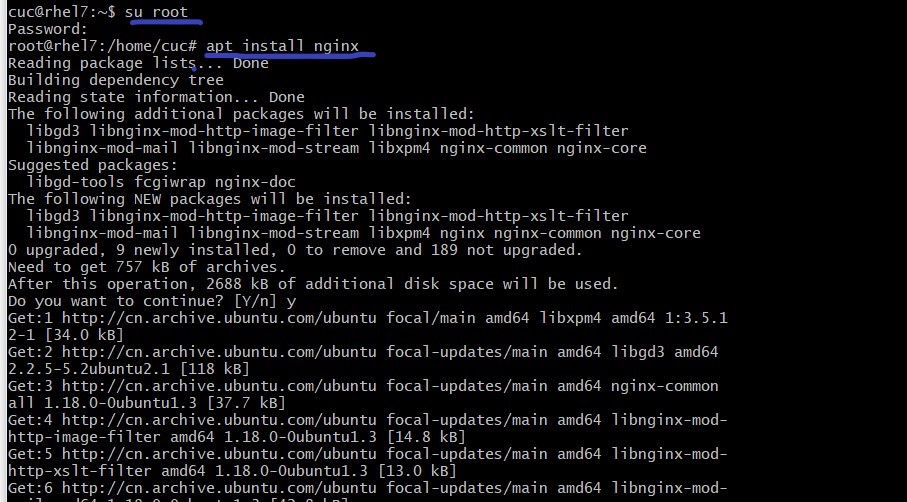 cuc@rhel7:~$ su root
Password:
root@rhel7:/home/cuc# apt install nginx
Reading package lists... Done
Building dependency tree
Reading state information... Done
The following additional packages will be installed:
  libgd3 libnginx-mod-http-image-filter libnginx-mod-http-xslt-filter
  libnginx-mod-mail libnginx-mod-stream libxpm4 nginx-common nginx-core
Suggested packages:
  libgd-tools fcgiwrap nginx-doc
The following NEW packages will be installed:
  libgd3 libnginx-mod-http-image-filter libnginx-mod-http-xslt-filter
  libnginx-mod-mail libnginx-mod-stream libxpm4 nginx nginx-common nginx-core
0 upgraded, 9 newly installed, 0 to remove and 189 not upgraded.
Need to get 757 kB of archives.
After this operation, 2688 kB of additional disk space will be used.
Do you want to continue? [Y/n] y
Get:1 http://cn.archive.ubuntu.com/ubuntu focal/main amd64 libxpm4 amd64 1:3.5.1
2-1 [34.0 kB]
Get:2 http://cn.archive.ubuntu.com/ubuntu focal-updates/main amd64 libgd3 amd64
2.2.5-5.2ubuntu2.1 [118 kB]
Get:3 http://cn.archive.ubuntu.com/ubuntu focal-updates/main amd64 nginx-common
all 1.18.0-0ubuntu1.3 [37.7 kB]
Get:4 http://cn.archive.ubuntu.com/ubuntu focal-updates/main amd64 libnginx-mod-
http-image-filter amd64 1.18.0-0ubuntu1.3 [14.8 kB]
Get:5 http://cn.archive.ubuntu.com/ubuntu focal-updates/main amd64 libnginx-mod-
http-xslt-filter amd64 1.18.0-0ubuntu1.3 [13.0 kB]
Get:6 http://cn.archive.ubuntu.com/ubuntu focal-updates/main amd64 libnginx-mod-